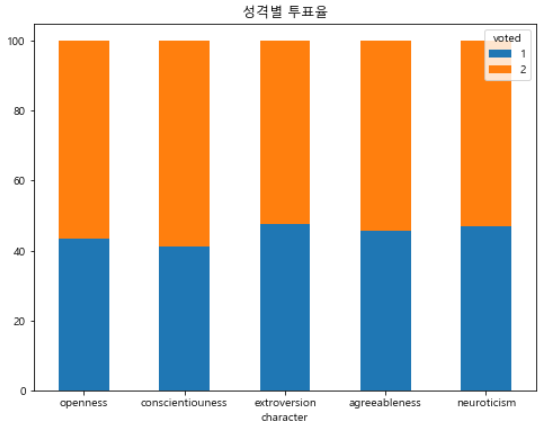 성격별 투표율
voted
1
2
100
80
60
40
20
0
openness conscientiouness extroversion agreeableness neuroticism
character